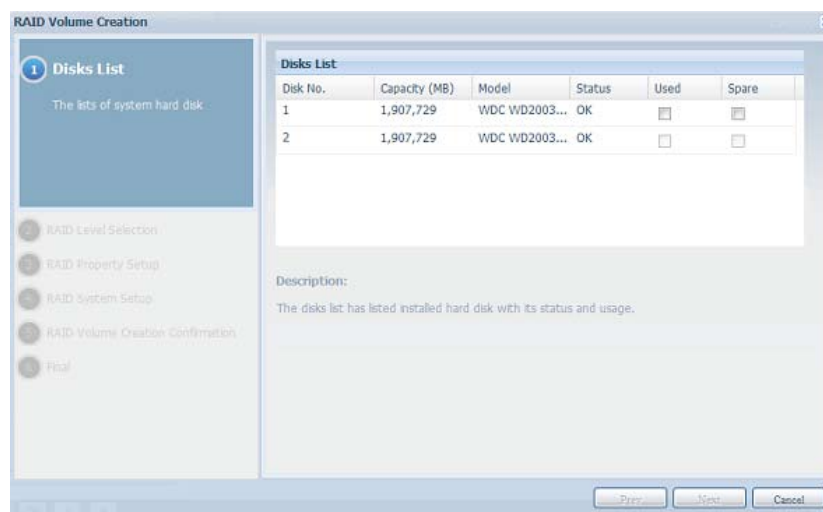 RAID Volume Creation
1 Disks List
The lists of system hard disk
2 RAID Level Selection
3 RAID Property Setup
4 RAID System Setup
5 RAID Volume Creation Confirmation
6 Final
Disks List
Disk No. Capacity (MB) Model Status Used Spare
1 1,907,729 WDC WD2003... OK
2 1,907,729 WDC WD2003... OK
Description:
The disks list has listed installed hard disk with its status and usage.
Prev Next Cancel